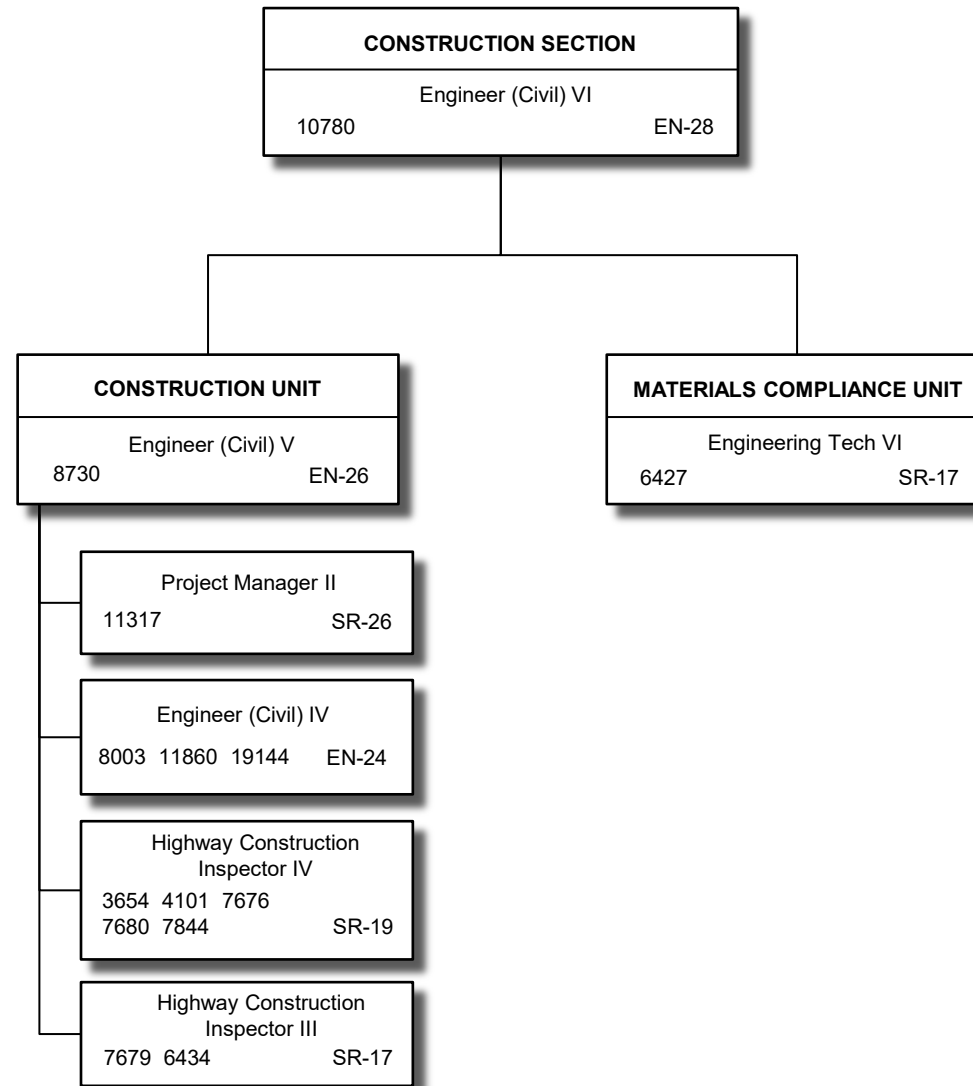 CONSTRUCTION SECTION
Engineer (Civil) VI
10780 EN-28
CONSTRUCTION UNIT
Engineer (Civil) V
8730 EN-26
MATERIALS COMPLIANCE UNIT
Engineering Tech VI
6427 SR-17
Project Manager II
11317 SR-26
Engineer (Civil) IV
8003 11860 19144 EN-24
Highway Construction
Inspector IV
3654 4101 7676
7680 7844 SR-19
Highway Construction
Inspector III
7679 6434 SR-17